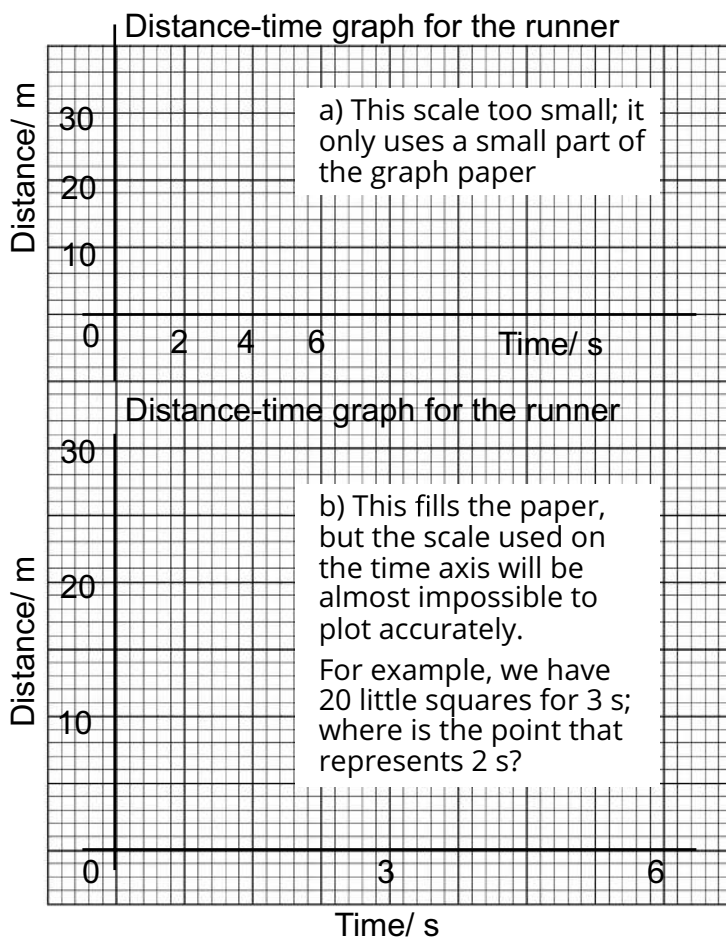 Distance-time graph for the runner
Distance/ m
30
20
10
0
2 4 6
Time/ s
a) This scale too small; it
only uses a small part of
the graph paper
Distance-time graph for the runner
Distance/ m
30
20
10
0
3
6
Time/ s
b) This fills the paper,
but the scale used on
the time axis will be
almost impossible to
plot accurately.
For example, we have
20 little squares for 3 s;
where is the point that
represents 2 s?